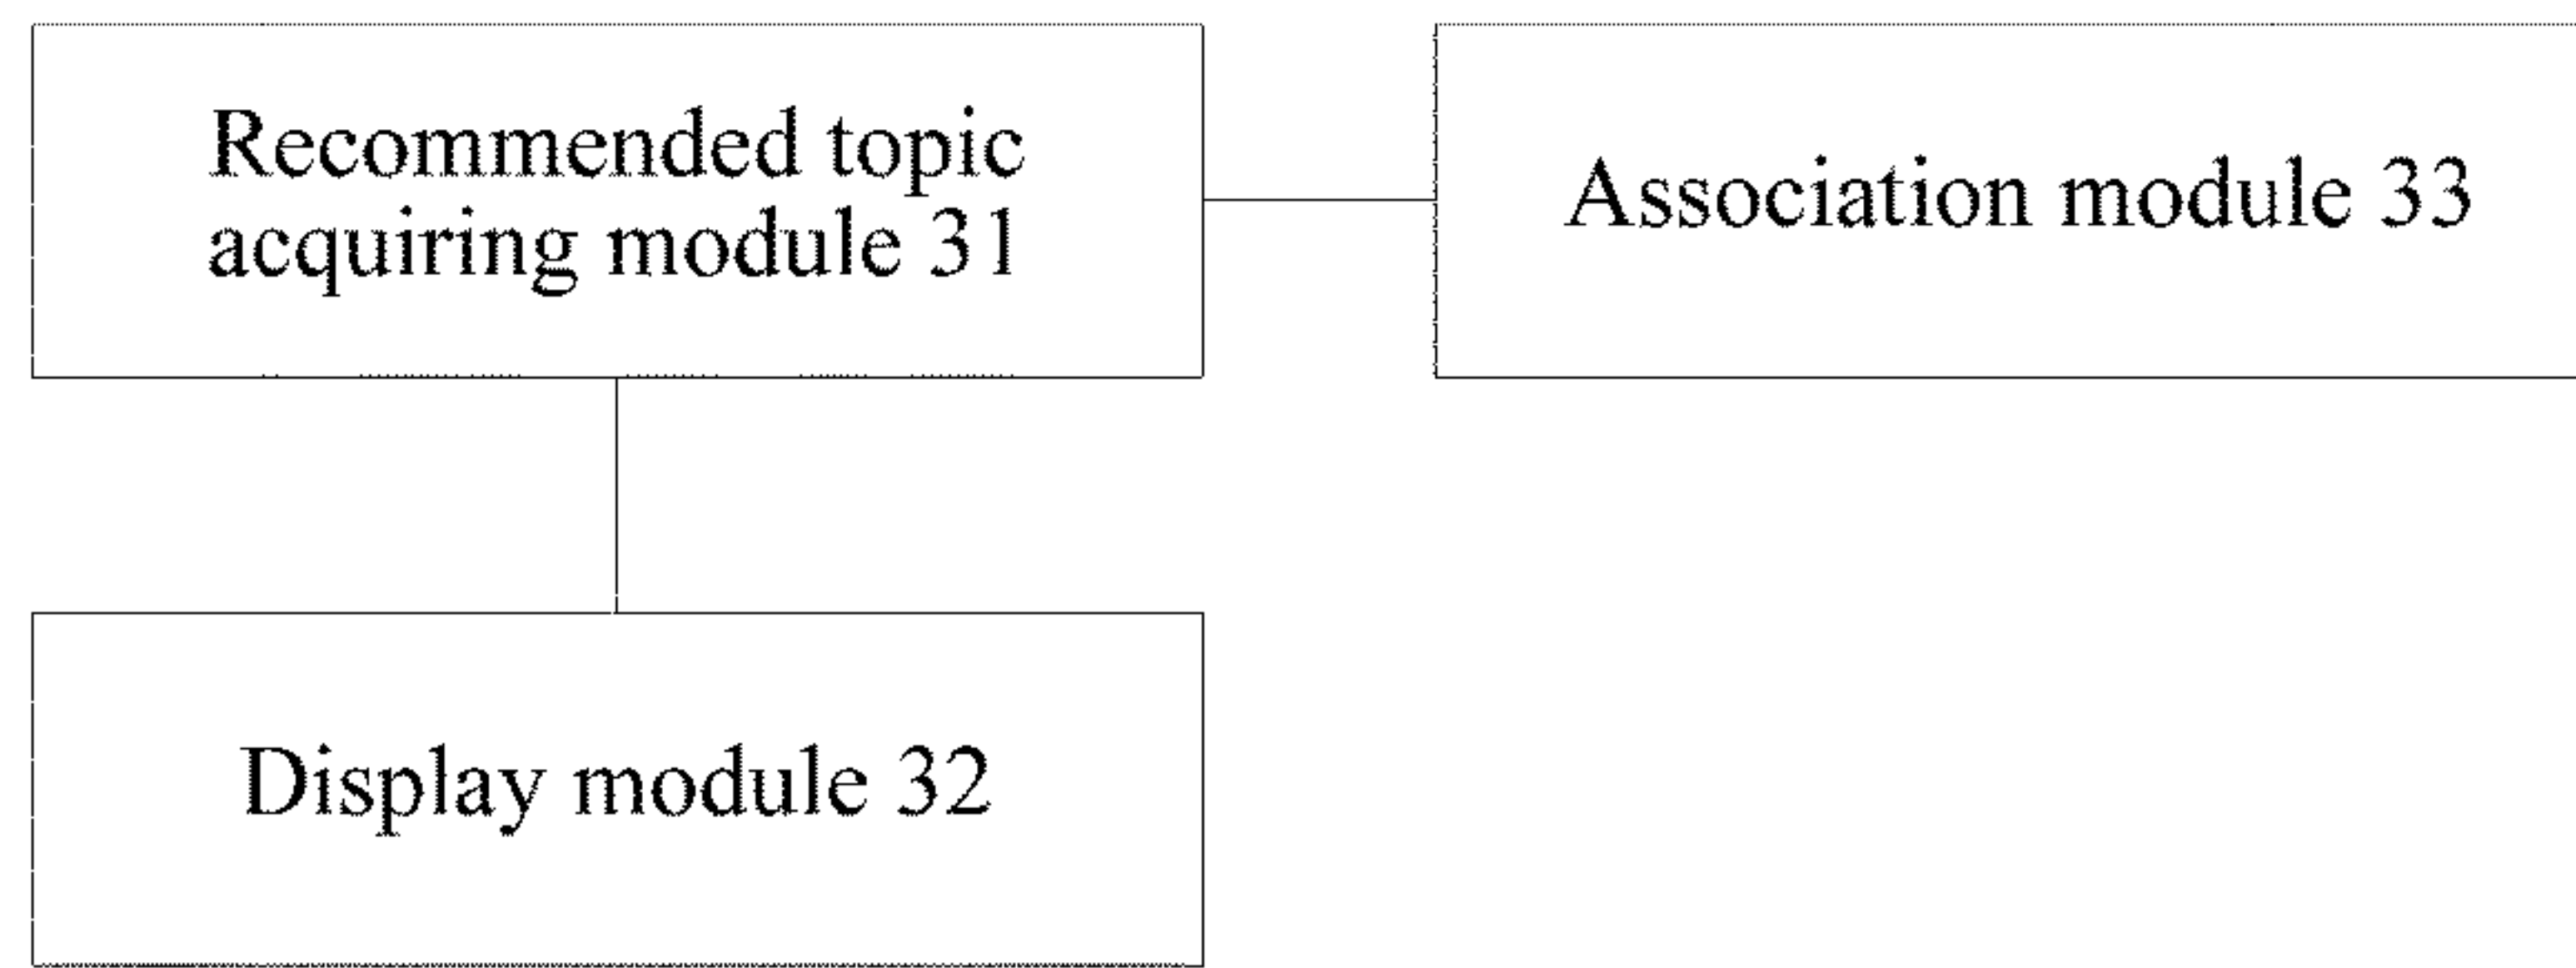 Recommended topic
acquiring module 31
Association module 33
Display module 32